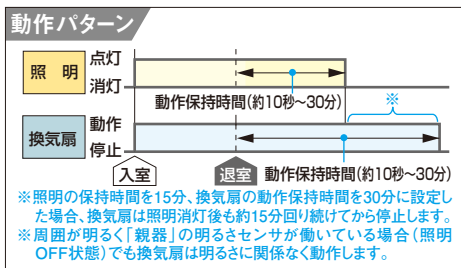 動作パターン
照 明
点灯
消灯
動作保持時間(約10秒～30分)
※
換気扇
動作
停止
入室
退室
動作保持時間(約10秒～30分)
※照明の保持時間を15分、換気扇の動作保持時間を30分に設定し
た場合、換気扇は照明消灯後も約15分回り続けてから停止します。
※周囲が明るく「親器」の明るさセンサが働いている場合(照明
OFF状態)でも換気扇は明るさに関係なく動作します。